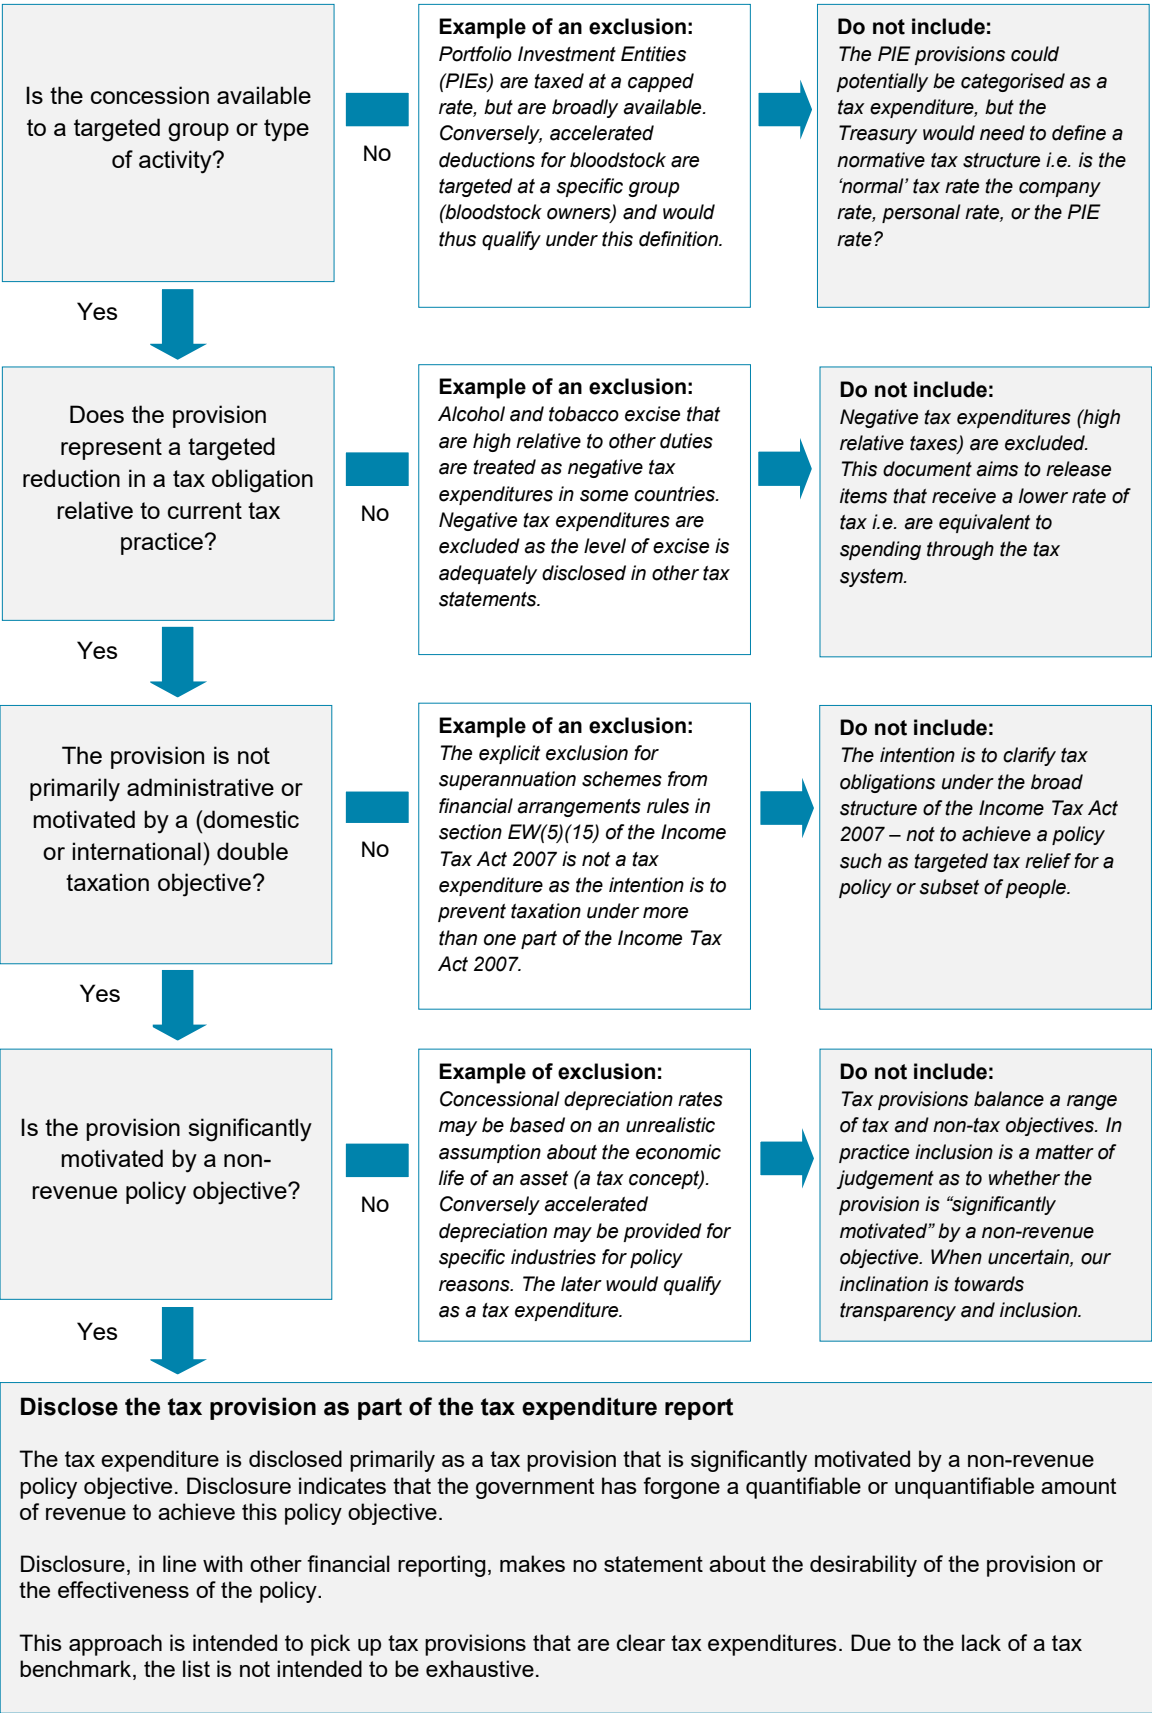 Is the concession available
to a targeted group or type
of activity?
No
Example of an exclusion:
Portfolio Investment Entities
(PIEs) are taxed at a capped
rate, but are broadly available.
Conversely, accelerated
deductions for bloodstock are
targeted at a specific group
(bloodstock owners) and would
thus qualify under this definition.
Do not include:
The PIE provisions could
potentially be categorised as a
tax expenditure, but the
Treasury would need to define a
normative tax structure i.e. is the
‘normal’ tax rate the company
rate, personal rate, or the PIE
rate?
Yes
Does the provision
represent a targeted
reduction in a tax obligation
relative to current tax
practice?
No
Example of an exclusion:
Alcohol and tobacco excise that
are high relative to other duties
are treated as negative tax
expenditures in some countries.
Negative tax expenditures are
excluded as the level of excise is
adequately disclosed in other tax
statements.
Do not include:
Negative tax expenditures (high
relative taxes) are excluded.
This document aims to release
items that receive a lower rate of
tax i.e. are equivalent to
spending through the tax
system.
Yes
The provision is not
primarily administrative or
motivated by a (domestic
or international) double
taxation objective?
No
Example of an exclusion:
The explicit exclusion for
superannuation schemes from
financial arrangements rules in
section EW(5)(15) of the Income
Tax Act 2007 is not a tax
expenditure as the intention is to
prevent taxation under more
than one part of the Income Tax
Act 2007.
Do not include:
The intention is to clarify tax
obligations under the broad
structure of the Income Tax Act
2007 – not to achieve a policy
such as targeted tax relief for a
policy or subset of people.
Yes
Is the provision significantly
motivated by a non-
revenue policy objective?
No
Example of exclusion:
Concessional depreciation rates
may be based on an unrealistic
assumption about the economic
life of an asset (a tax concept).
Conversely accelerated
depreciation may be provided for
specific industries for policy
reasons. The later would qualify
as a tax expenditure.
Do not include:
Tax provisions balance a range
of tax and non-tax objectives. In
practice inclusion is a matter of
judgement as to whether the
provision is “significantly
motivated” by a non-revenue
objective. When uncertain, our
inclination is towards
transparency and inclusion.
Yes
Disclose the tax provision as part of the tax expenditure report
The tax expenditure is disclosed primarily as a tax provision that is significantly motivated by a non-revenue
policy objective. Disclosure indicates that the government has forgone a quantifiable or unquantifiable amount
of revenue to achieve this policy objective.
Disclosure, in line with other financial reporting, makes no statement about the desirability of the provision or
the effectiveness of the policy.
This approach is intended to pick up tax provisions that are clear tax expenditures. Due to the lack of a tax
benchmark, the list is not intended to be exhaustive.